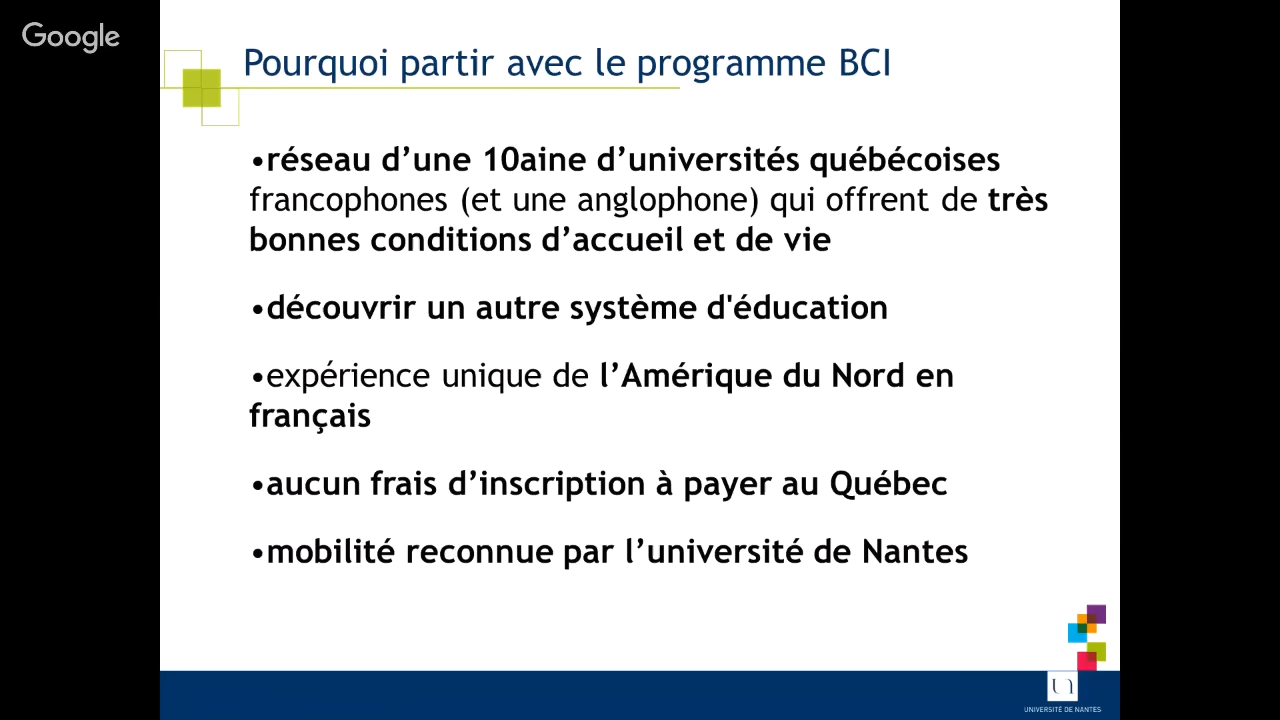 Google
Pourquoi partir avec le programme BCI
•réseau d’une 10aine d’universités québécoises
francophones (et une anglophone) qui offrent de très
bonnes conditions d’accueil et de vie
•découvrir un autre système d'éducation
•expérience unique de l’Amérique du Nord en
français
•aucun frais d’inscription à payer au Québec
•mobilité reconnue par l’université de Nantes
UNIVERSITÉ DE NANTES